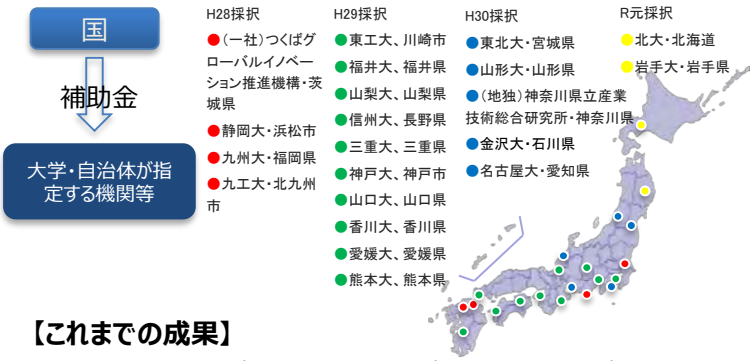 国
補助金
大学・自治体が指
定する機関等
H28採択
●（一社）つくばグ
ローバルイノベー
ション推進機構・茨
城県
●静岡大・浜松市
●九州大・福岡県
●九工大・北九州
市
H29採択
●東工大、川崎市
●福井大、福井県
●山梨大、山梨県
●信州大、長野県
●三重大、三重県
●神戸大、神戸市
●山口大、山口県
●香川大、香川県
●愛媛大、愛媛県
●熊本大、熊本県
H30採択
●東北大・宮城県
●山形大・山形県
●（地独）神奈川県立産業
技術総合研究所・神奈川県
●金沢大・石川県
●名古屋大・愛知県
R元採択
●北大・北海道
●岩手大・岩手県
【これまでの成果】